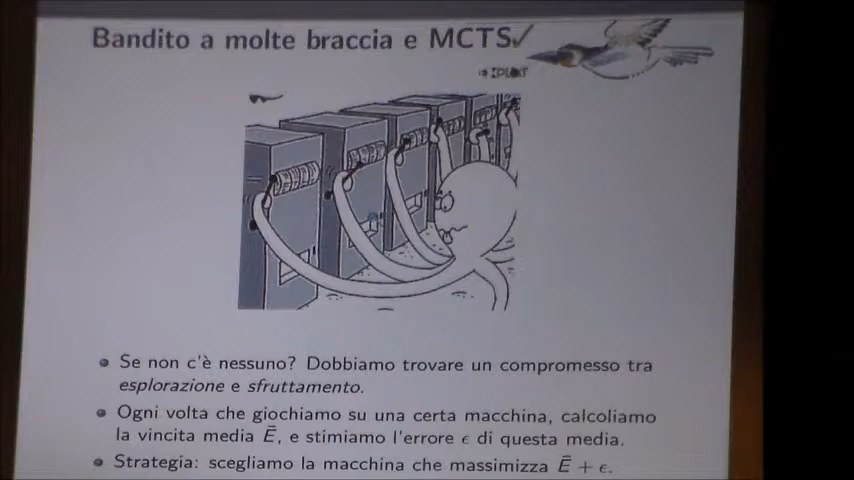 Bandito a molte braccia e MCTS✓
Se non c'è nessuno? Dobbiamo trovare un compromesso tra
esplorazione e sfruttamento.
Ogni volta che giochiamo su una certa macchina, calcoliamo
la vincita media Ē, e stimiamo l'errore ϵ di questa media.
Strategia: scegliamo la macchina che massimizza Ē + ϵ.